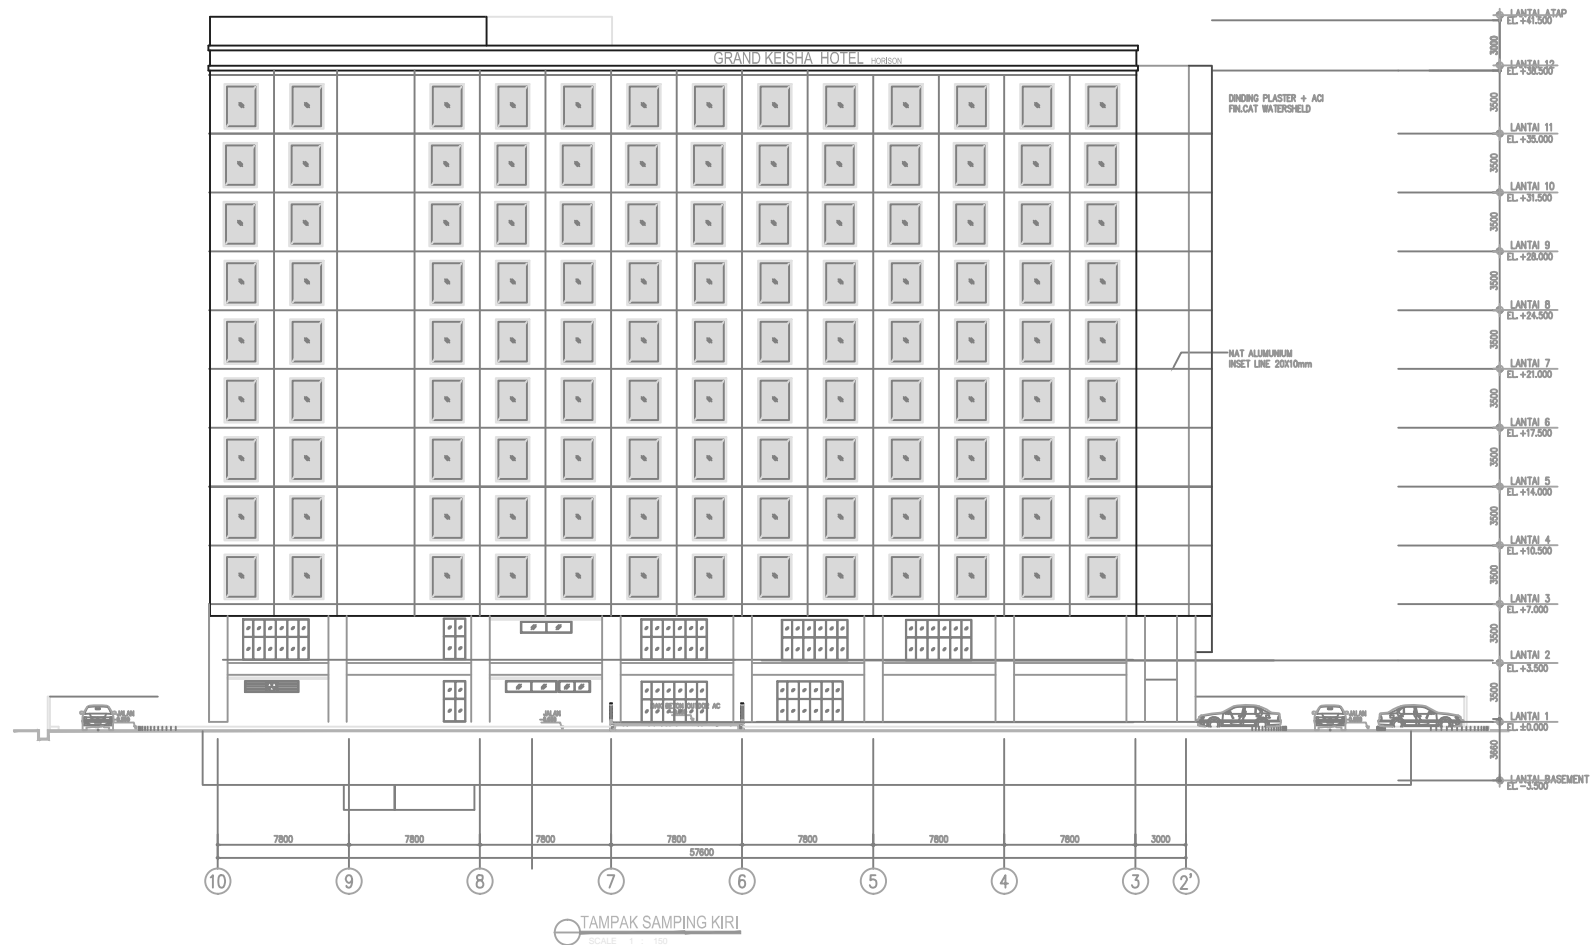 LANTAI ATAP
EL. +41.500
3000
GRAND KEISHA HOTEL HORISON
LANTAI 12
EL. +38.500
3500
DINDING PLASTER + ACI
FIN.CAT WATERSHELD
LANTAI 11
EL. +35.000
3500
LANTAI 10
EL. +31.500
3500
LANTAI 9
EL. +28.000
3500
LANTAI 8
EL. +24.500
3500
NAT ALUMUNIUM
INSET LINE 20X10mm
LANTAI 7
EL. +21.000
3500
LANTAI 6
EL. +17.500
3500
LANTAI 5
EL. +14.000
3500
LANTAI 4
EL. +10.500
3500
LANTAI 3
EL. +7.000
3500
LANTAI 2
EL. +3.500
3500
JALAN
JALAN
JALAN
LANTAI 1
EL. ±0.000
3660
LANTAI BASEMENT
EL. -3.500
7800 7800 7800 7800 7800 7800 7800 3000
57600
10 9 8 7 6 5 4 3 2'
TAMPAK SAMPING KIRI
SCALE 1 : 150